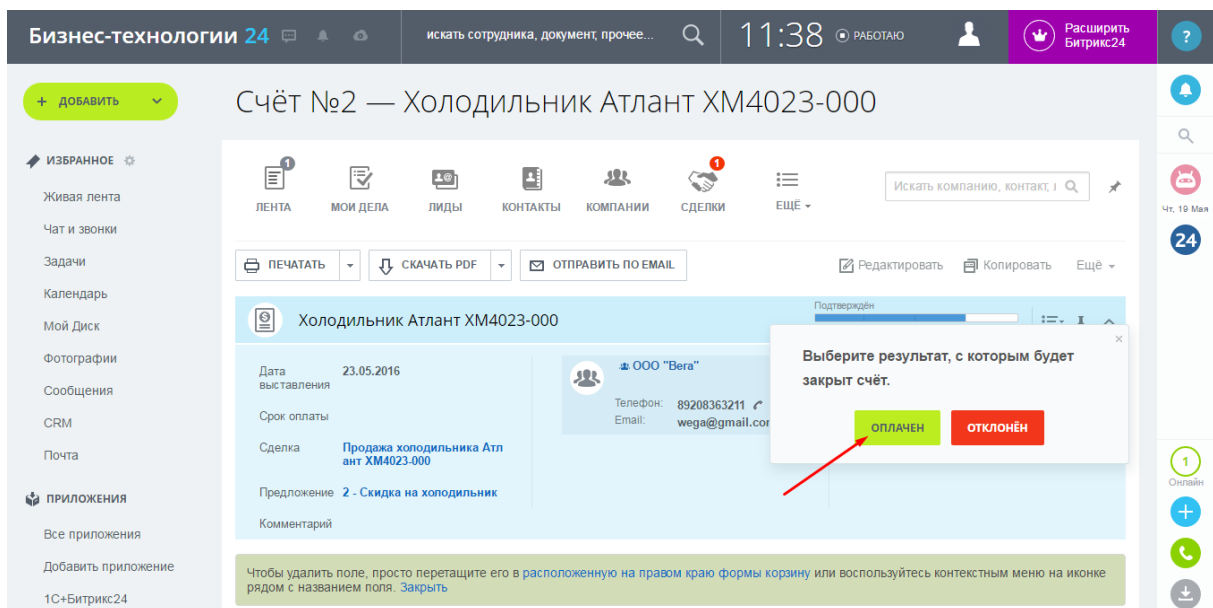 Бизнес-технологии 24
искать сотрудника, документ, прочее...
11:38 РАБОТАЮ
Расширить
Битрикс24
?
+ ДОБАВИТЬ
Счёт №2 — Холодильник Атлант ХМ4023-000
ИЗБРАННОЕ
Живая лента
Чат и звонки
Задачи
Календарь
Мой Диск
Фотографии
Сообщения
CRM
Почта
ПРИЛОЖЕНИЯ
Все приложения
Добавить приложение
1С+Битрикс24
1
ЛЕНТА
МОИ ДЕЛА
ЛИДЫ
КОНТАКТЫ
КОМПАНИИ
1
СДЕЛКИ
ЕЩЁ
Искать компанию, контакт,
ПЕЧАТАТЬ
СКАЧАТЬ PDF
ОТПРАВИТЬ ПО EMAIL
Редактировать
Копировать
Ещё
Холодильник Атлант ХМ4023-000
Подтверждён
Дата
выставления
23.05.2016
Срок оплаты
Сделка
Продажа холодильника Атл
ант ХМ4023-000
Предложение 2 - Скидка на холодильник
Комментарий
ООО "Вега"
Телефон: 89208363211
Email: wega@gmail.co
Выберите результат, с которым будет
закрыт счёт.
×
ОПЛАЧЕН
ОТКЛОНЁН
Чтобы удалить поле, просто перетащите его в расположенную на правом краю формы корзину или воспользуйтесь контекстным меню на иконке
рядом с названием поля. Закрыть
Чт, 19 Мая
24
1
Онлайн